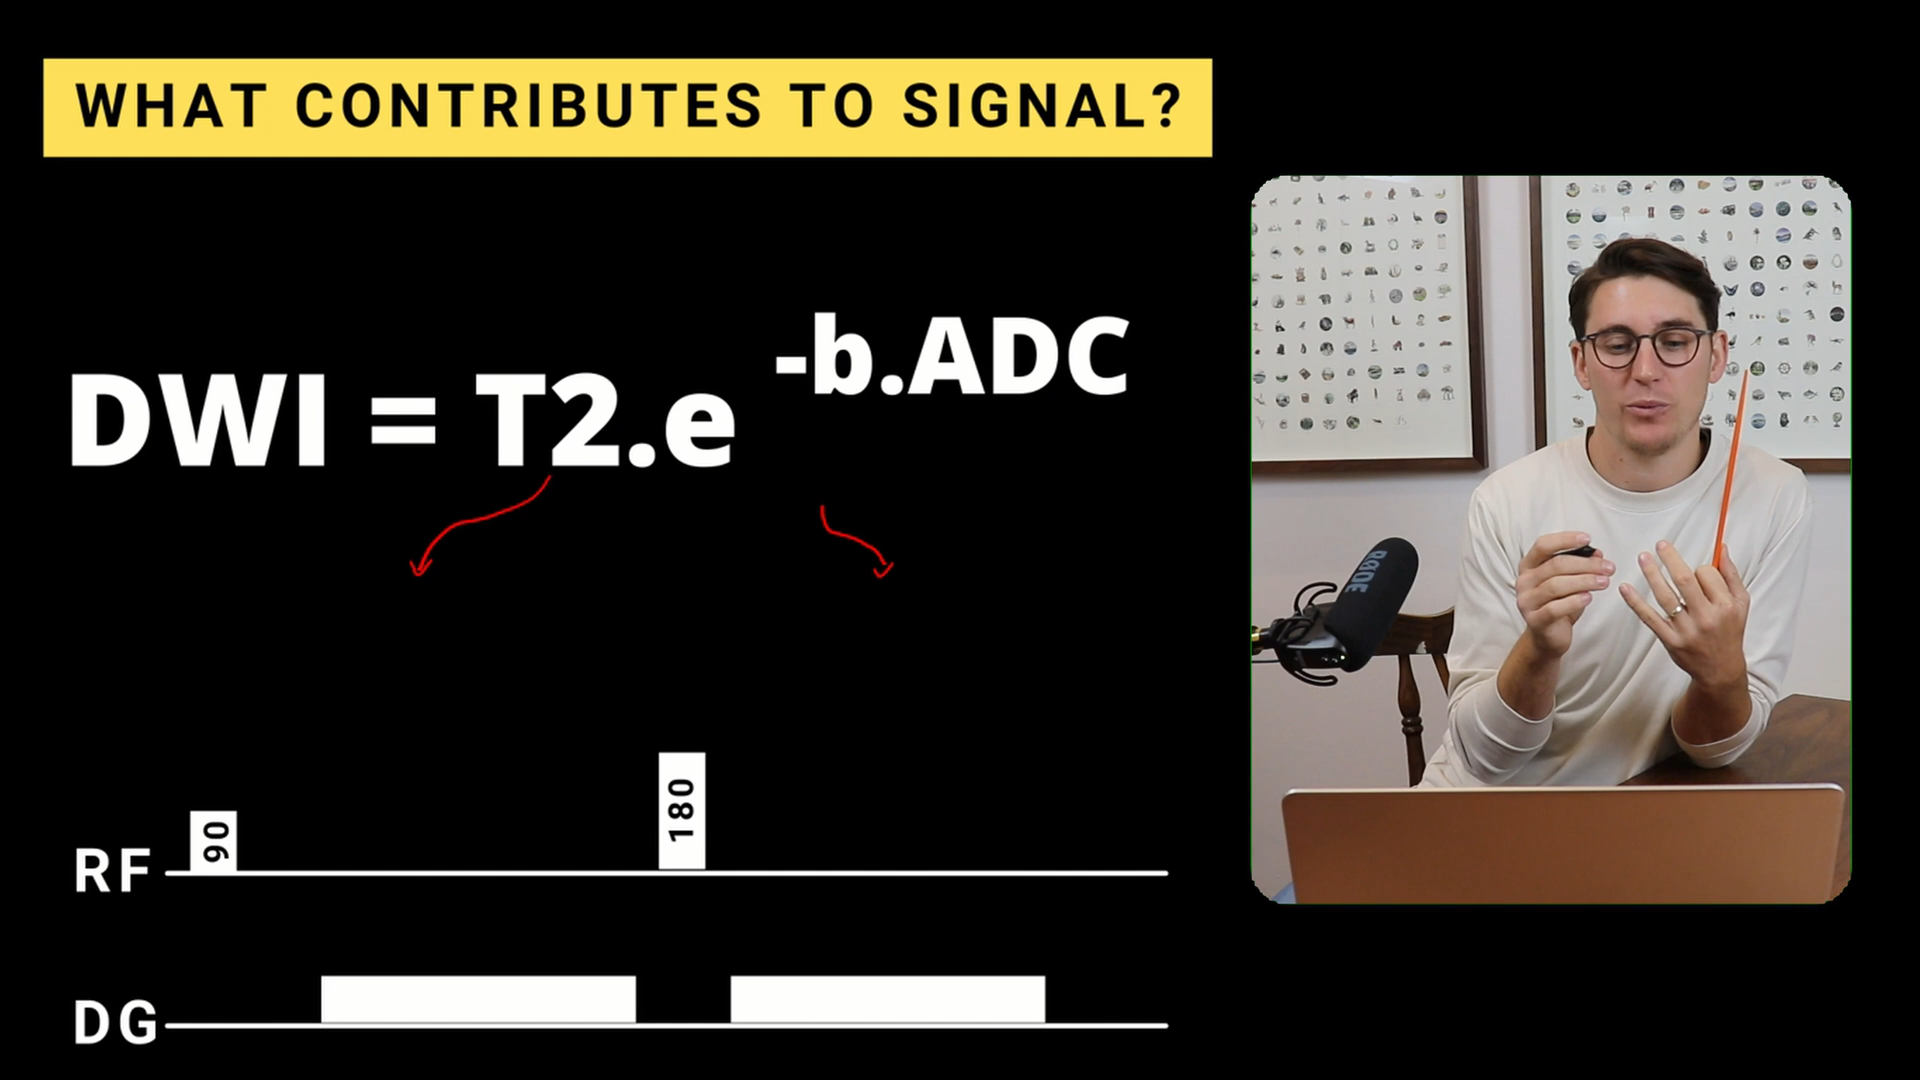 WHAT CONTRIBUTES TO SIGNAL?
DWI = T2.e -b.ADC
RØDE
90
180
RF
DG